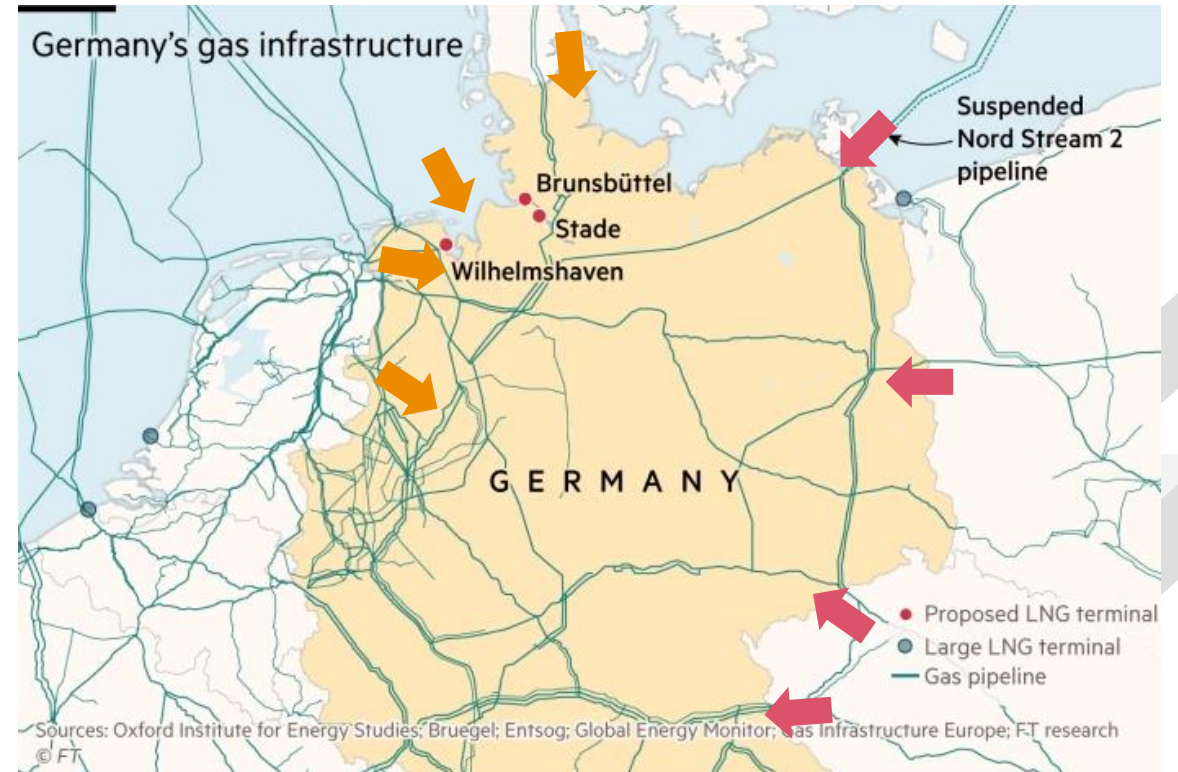 Germany's gas infrastructure
Suspended
Nord Stream 2
pipeline
Brunsbüttel
Stade
Wilhelmshaven
GERMANY
Proposed LNG terminal
Large LNG terminal
Gas pipeline
Sources: Oxford Institute for Energy Studies; Bruegel; Entsog; Global Energy Monitor; Gas Infrastructure Europe; FT research
© FT